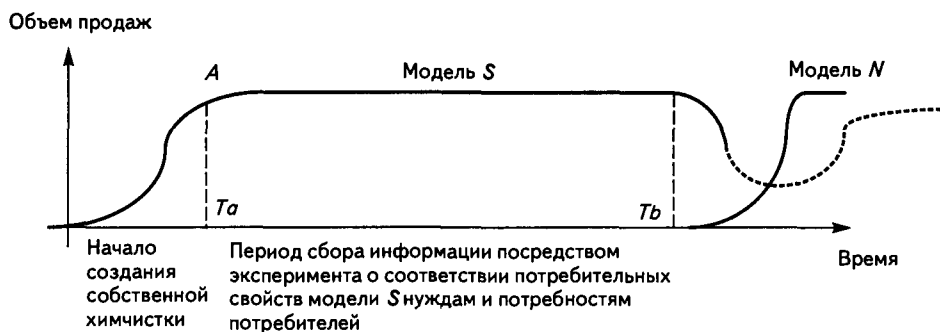 Объем продаж
A
Модель S
Модель N
Ta
Tb
Время
Начало
создания
собственной
химчистки
Период сбора информации посредством
эксперимента о соответствии потребительных
свойств модели S нуждам и потребностям
потребителей